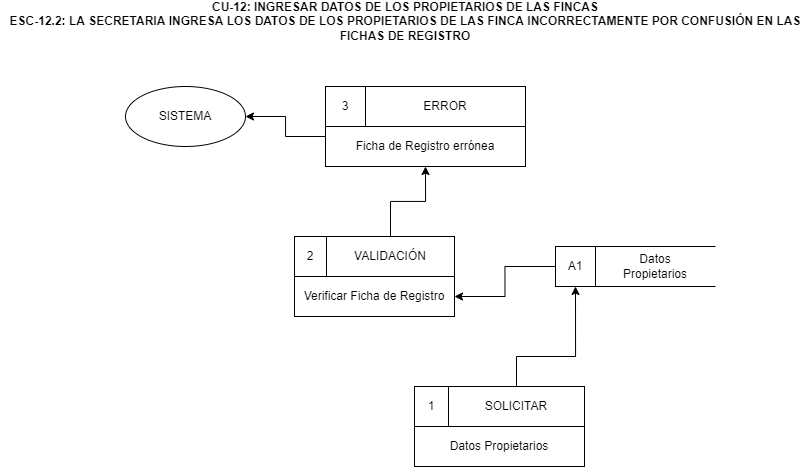 CU-12: INGRESAR DATOS DE LOS PROPIETARIOS DE LAS FINCAS
ESC-12.2: LA SECRETARIA INGRESA LOS DATOS DE LOS PROPIETARIOS DE LAS FINCA INCORRECTAMENTE POR CONFUSIÓN EN LAS
FICHAS DE REGISTRO
SISTEMA
3
ERROR
Ficha de Registro errónea
2
VALIDACIÓN
Verificar Ficha de Registro
A1
Datos
Propietarios
1
SOLICITAR
Datos Propietarios